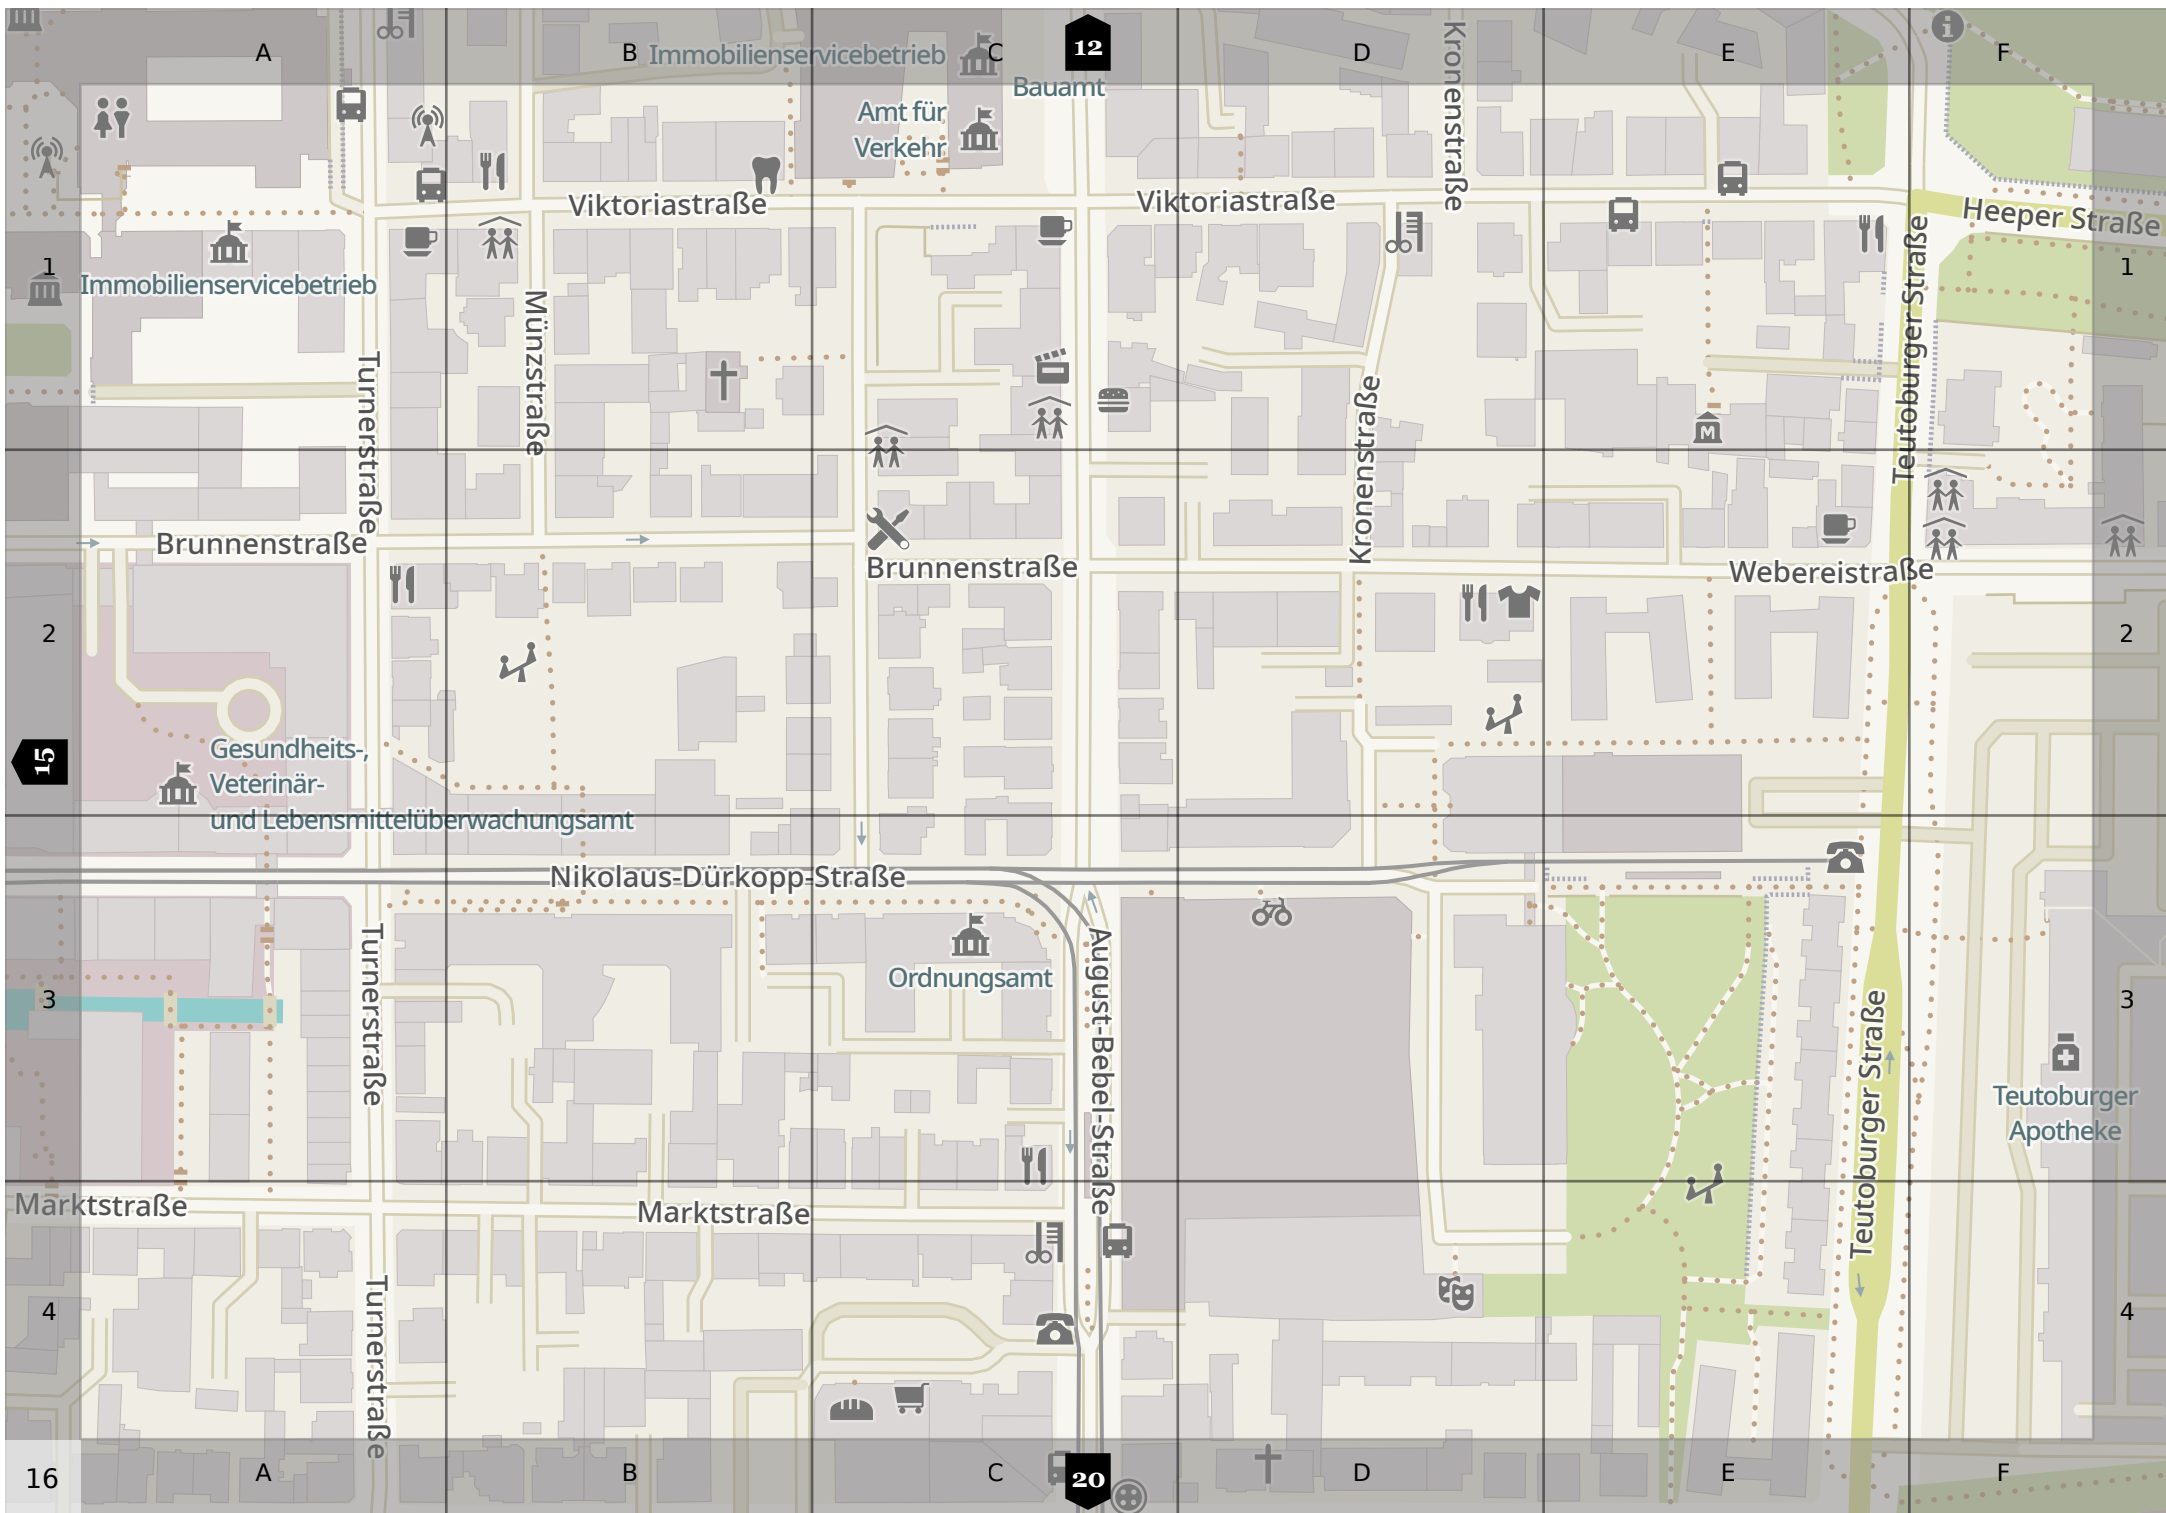 A
B
C
12
D
E
F
Immobilienservicebetrieb
Bauamt
Kronenstraße
Amt für
Verkehr
Viktoriastraße
Viktoriastraße
Heeper Straße
1
1
Immobilienservicebetrieb
Turnerstraße
Münzstraße
M
Kronenstraße
Teutoburger Straße
Brunnenstraße
Brunnenstraße
Webereistraße
2
2
15
Gesundheits-,
Veterinär-
und Lebensmittelüberwachungsamt
Nikolaus-Dürkopp-Straße
Turnerstraße
Ordnungsamt
August-Bebel-Straße
3
3
Teutoburger Straße
Teutoburger
Apotheke
Marktstraße
Marktstraße
4
4
Turnerstraße
16
A
B
C
20
D
E
F